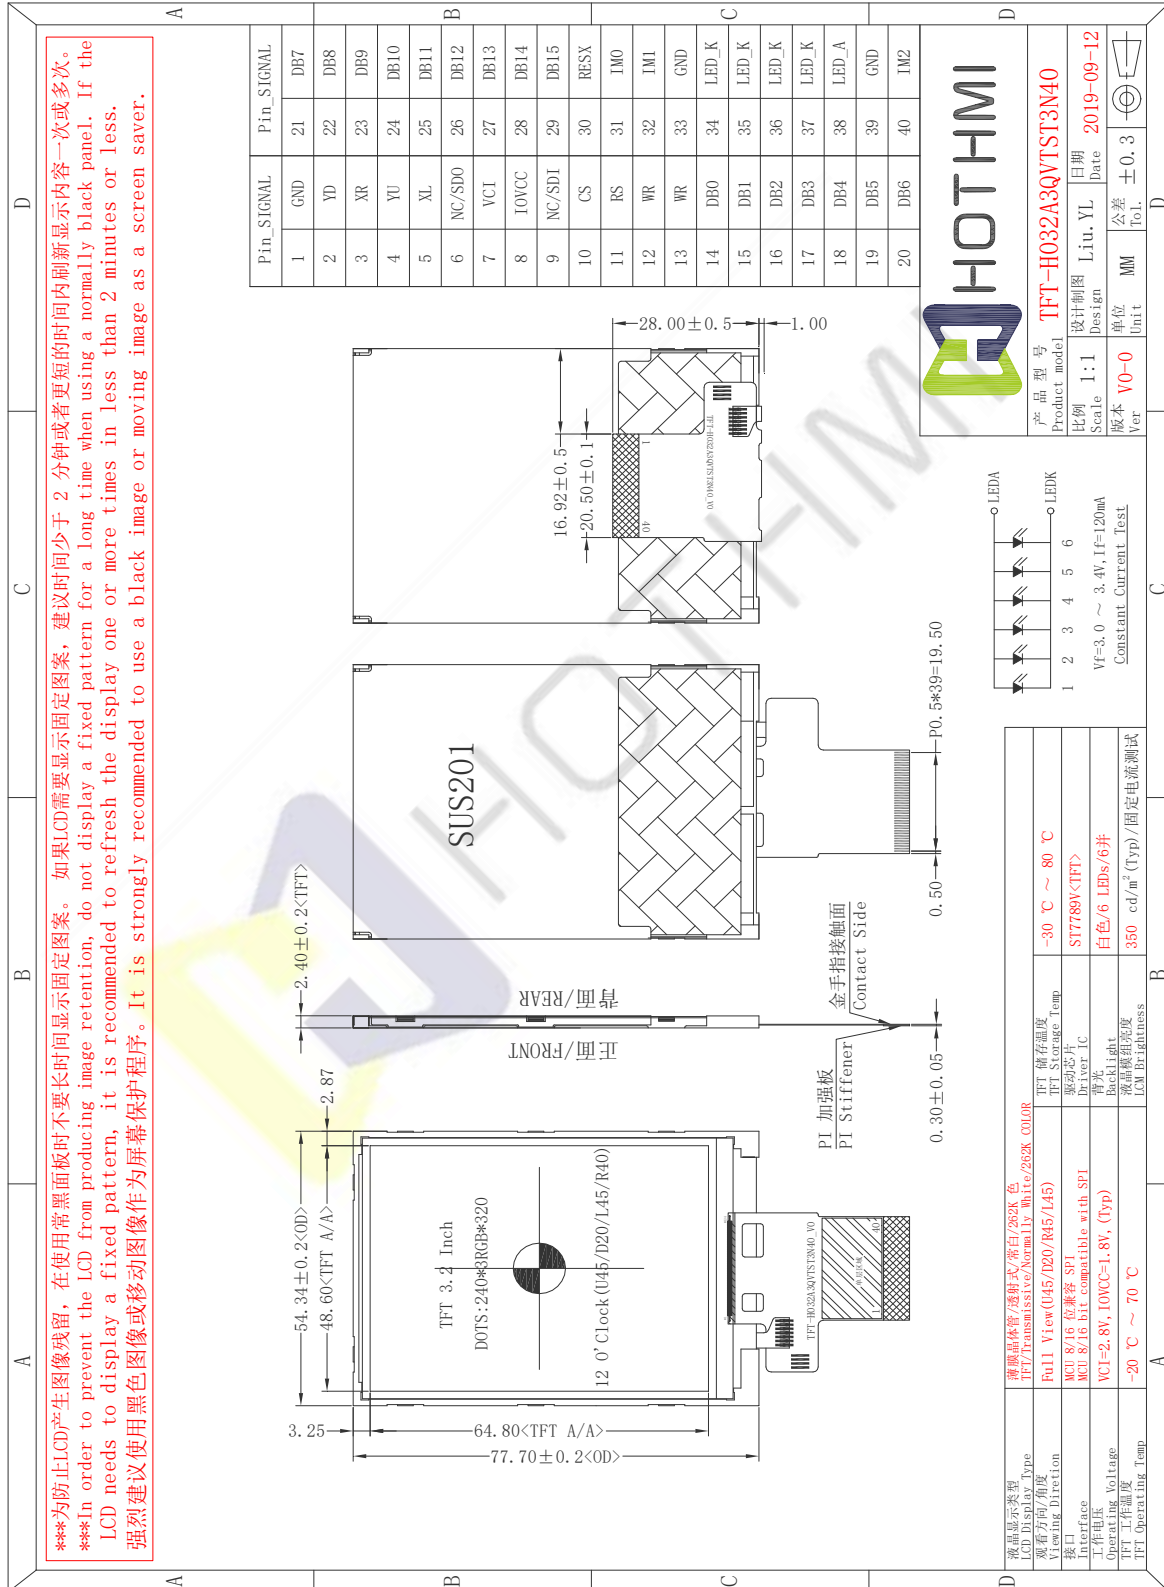 ***为防止LCD产生图像残留，在使用常黑面板时不要长时间显示固定图案。 如果LCD需要显示固定图案，建议时间少于 2 分钟或者更短的时间内刷新显示内容一次或多次。
***In order to prevent the LCD from producing image retention, do not display a fixed pattern for a long time when using a normally black panel. If the
LCD needs to display a fixed pattern, it is recommended to refresh the display one or more times in less than 2 minutes or less.
强烈建议使用黑色图像或移动图像作为屏幕保护程序。It is strongly recommended to use a black image or moving image as a screen saver.
A
B
C
D
A
B
C
D
A
B
C
D
A
B
C
D
54.34±0.2<OD>
48.60<TFT A/A>
2.87
3.25
64.80<TFT A/A>
77.70±0.2<OD>
TFT 3.2 Inch
DOTS:240*3RGB*320
12 O'Clock(U45/D20/L45/R40)
TFT-H032A3QVTST3N40_V0
单层区域
1
40
2.40±0.2<TFT>
正面/FRONT
背面/REAR
PI 加强板
PI Stiffener
金手指接触面
Contact Side
0.30±0.05
SUS201
0.50
P0.5*39=19.50
16.92±0.5
20.50±0.1
28.00±0.5
1.00
40
1
TFT-H032A3QVTST3N40_V0
Pin_SIGNAL Pin_SIGNAL
1 GND 21 DB7
2 YD 22 DB8
3 XR 23 DB9
4 YU 24 DB10
5 XL 25 DB11
6 NC/SDO 26 DB12
7 VCI 27 DB13
8 IOVCC 28 DB14
9 NC/SDI 29 DB15
10 CS 30 RESX
11 RS 31 IM0
12 WR 32 IM1
13 WR 33 GND
14 DB0 34 LED_K
15 DB1 35 LED_K
16 DB2 36 LED_K
17 DB3 37 LED_K
18 DB4 38 LED_A
19 DB5 39 GND
20 DB6 40 IM2
LEDA
LEDK
1 2 3 4 5 6
Vf=3.0 ～ 3.4V,If=120mA
Constant Current Test
液晶显示类型
LCD Display Type
薄膜晶体管/透射式/常白/262K 色
TFT/Transmissive/Normally White/262K COLOR
观看方向/角度
Viewing Diretion
Full View(U45/D20/R45/L45)
接口
Interface
MCU 8/16 位兼容 SPI
MCU 8/16 bit compatible with SPI
工作电压
Operating Voltage
VCI=2.8V,IOVCC=1.8V,(Typ)
TFT 工作温度
TFT Operating Temp
-20 ℃ ～ 70 ℃
TFT 储存温度
TFT Storage Temp
-30 ℃ ～ 80 ℃
驱动芯片
Driver IC
ST7789V<TFT>
背光
Backlight
白色/6 LEDs/6并
液晶模组亮度
LCM Brightness
350 cd/m²(Typ)/固定电流测试
HOTHMI
产 品 型 号
Product model
TFT-H032A3QVTST3N40
比例
Scale
1:1
设计制图
Design
Liu.YL
日期
Date
2019-09-12
版本
Ver
V0-0
单位
Unit
MM
公差
Tol.
±0.3
HOTHMI